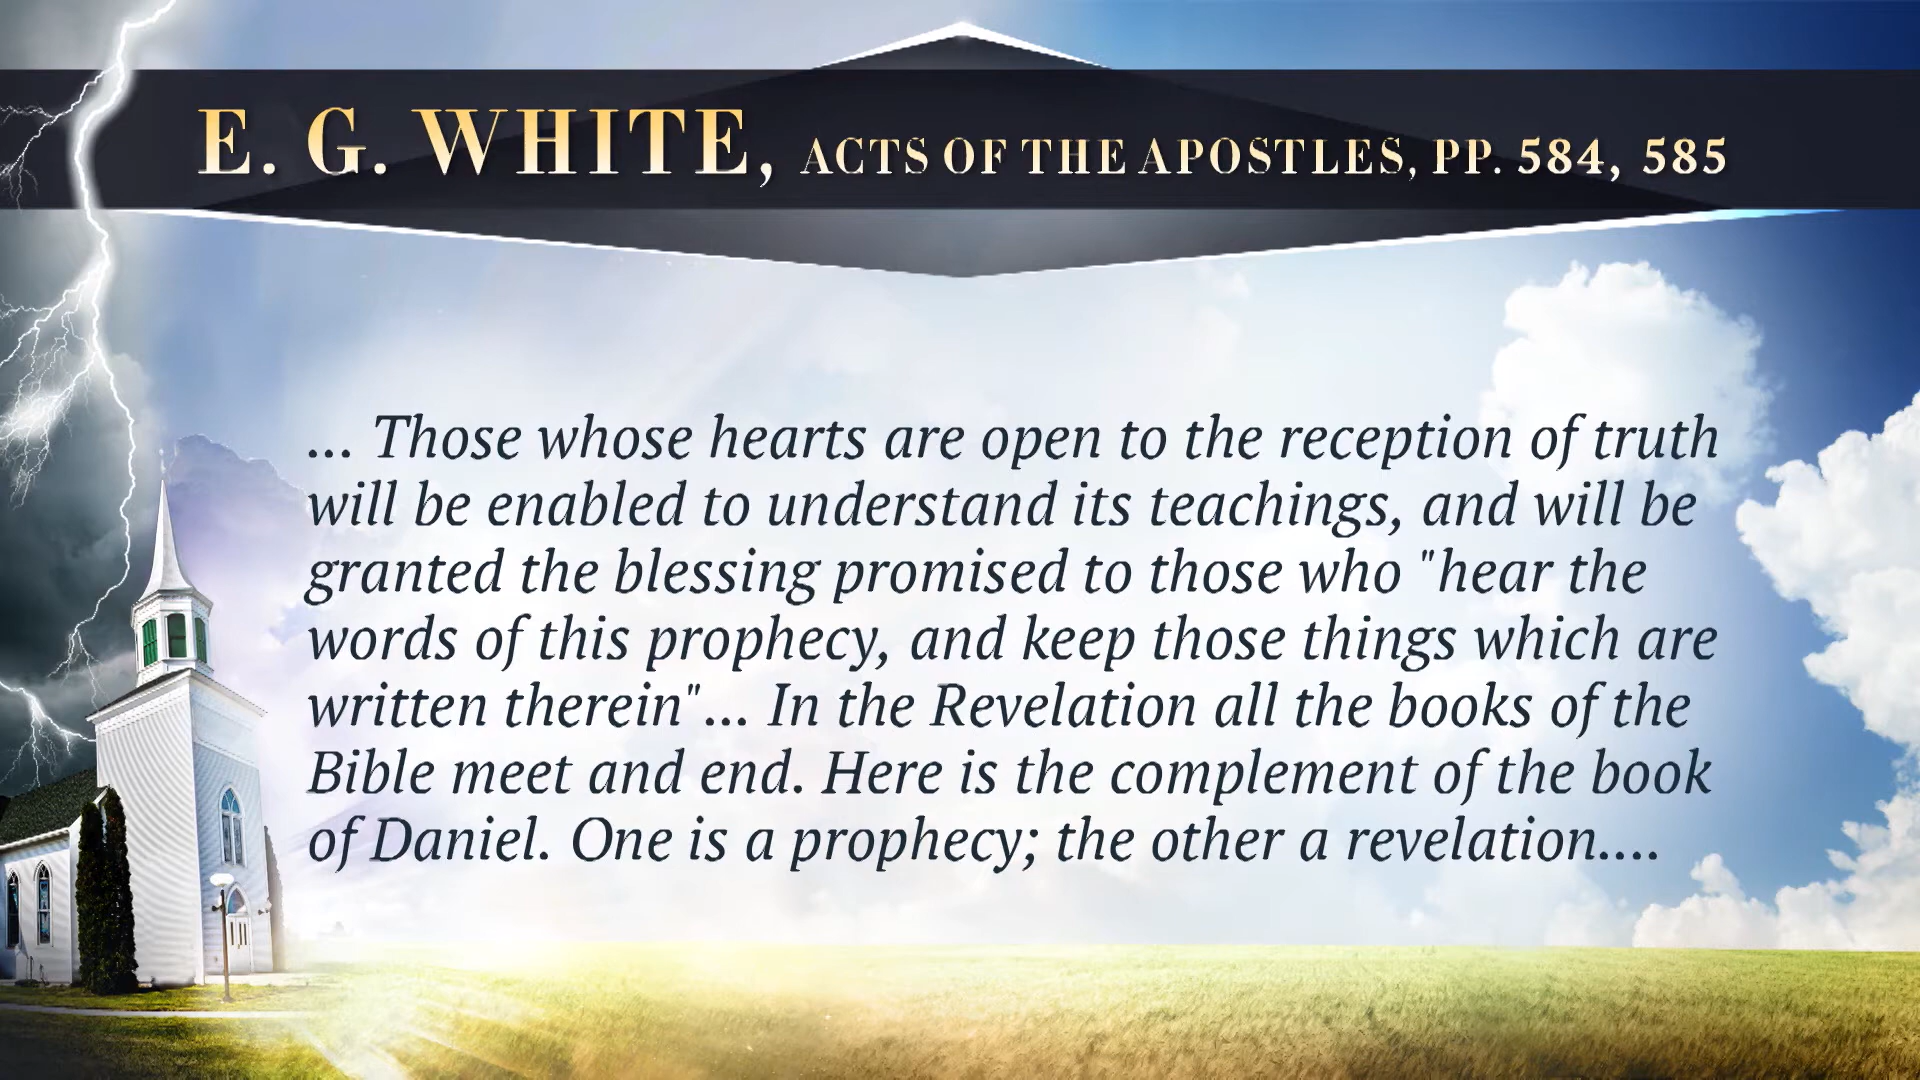 E. G. WHITE, ACTS OF THE APOSTLES, PP. 584, 585
... Those whose hearts are open to the reception of truth
will be enabled to understand its teachings, and will be
granted the blessing promised to those who "hear the
words of this prophecy, and keep those things which are
written therein"... In the Revelation all the books of the
Bible meet and end. Here is the complement of the book
of Daniel. One is a prophecy; the other a revelation....